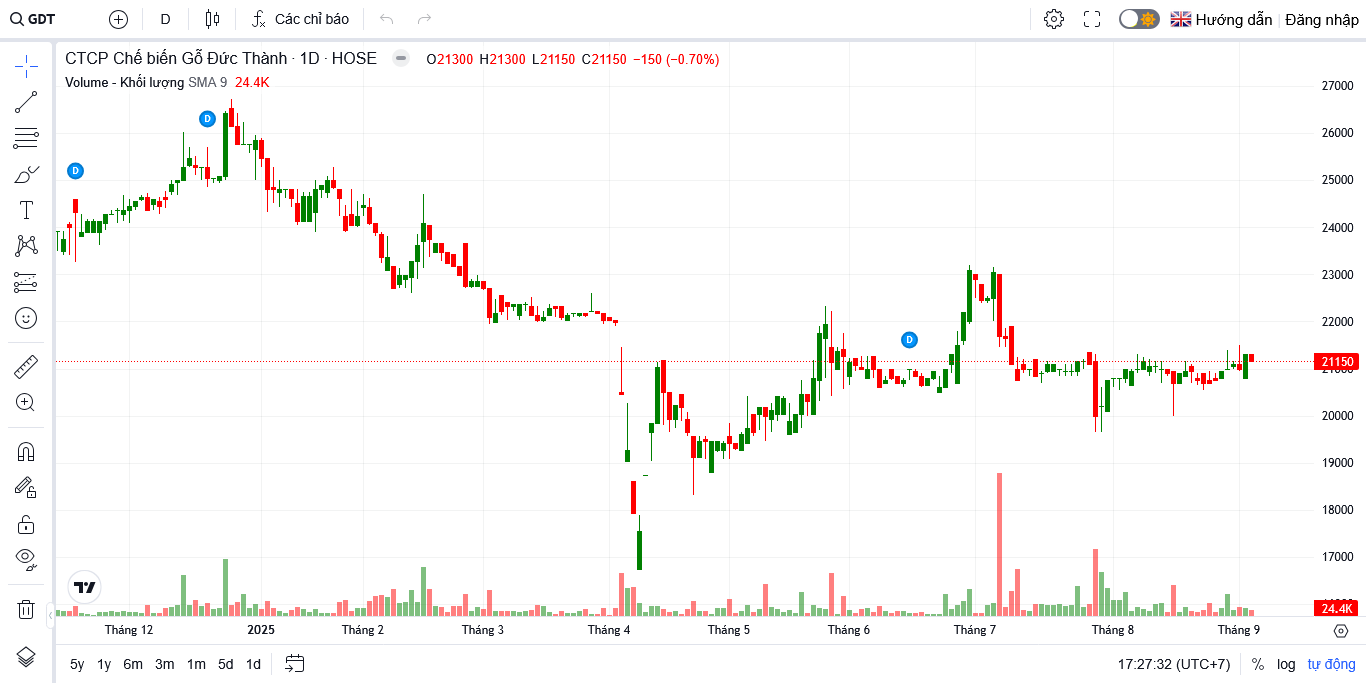 GDT D Các chỉ báo Hướng dẫn Đăng nhập
CTCP Chế biến Gỗ Đức Thành · 1D · HOSE O21300 H21300 L21150 C21150 −150 (−0.70%)
Volume - Khối lượng SMA 9 24.4K
D
D
D
27000
26000
25000
24000
23000
22000
21150
21000
20000
19000
18000
17000
24.4K
Tháng 12 2025 Tháng 2 Tháng 3 Tháng 4 Tháng 5 Tháng 6 Tháng 7 Tháng 8 Tháng 9
5y 1y 6m 3m 1m 5d 1d 17:27:32 (UTC+7) % log tự động